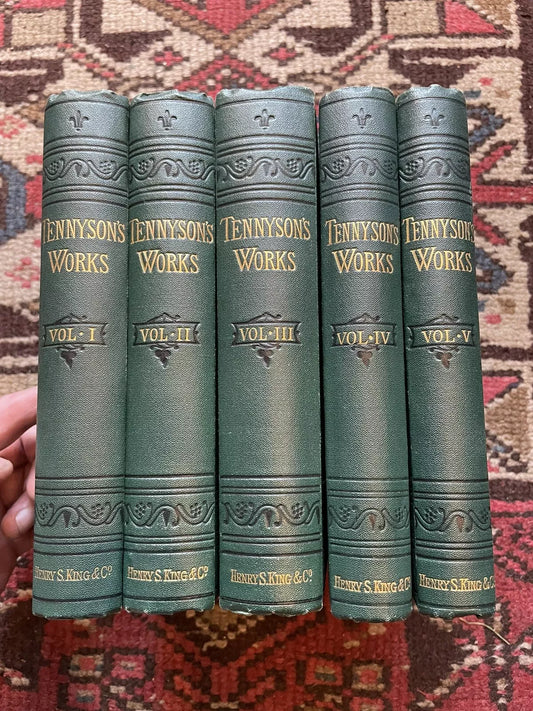 TENNYSON'S
WORKS
VOL · I
HENRY S. KING & Cº
TENNYSON'S
WORKS
VOL · II
HENRY S. KING & Cº
TENNYSON'S
WORKS
VOL · III
HENRY S. KING & Cº
TENNYSON'S
WORKS
VOL · IV
HENRY S. KING & Cº
TENNYSON'S
WORKS
VOL · V
HENRY S. KING & Cº